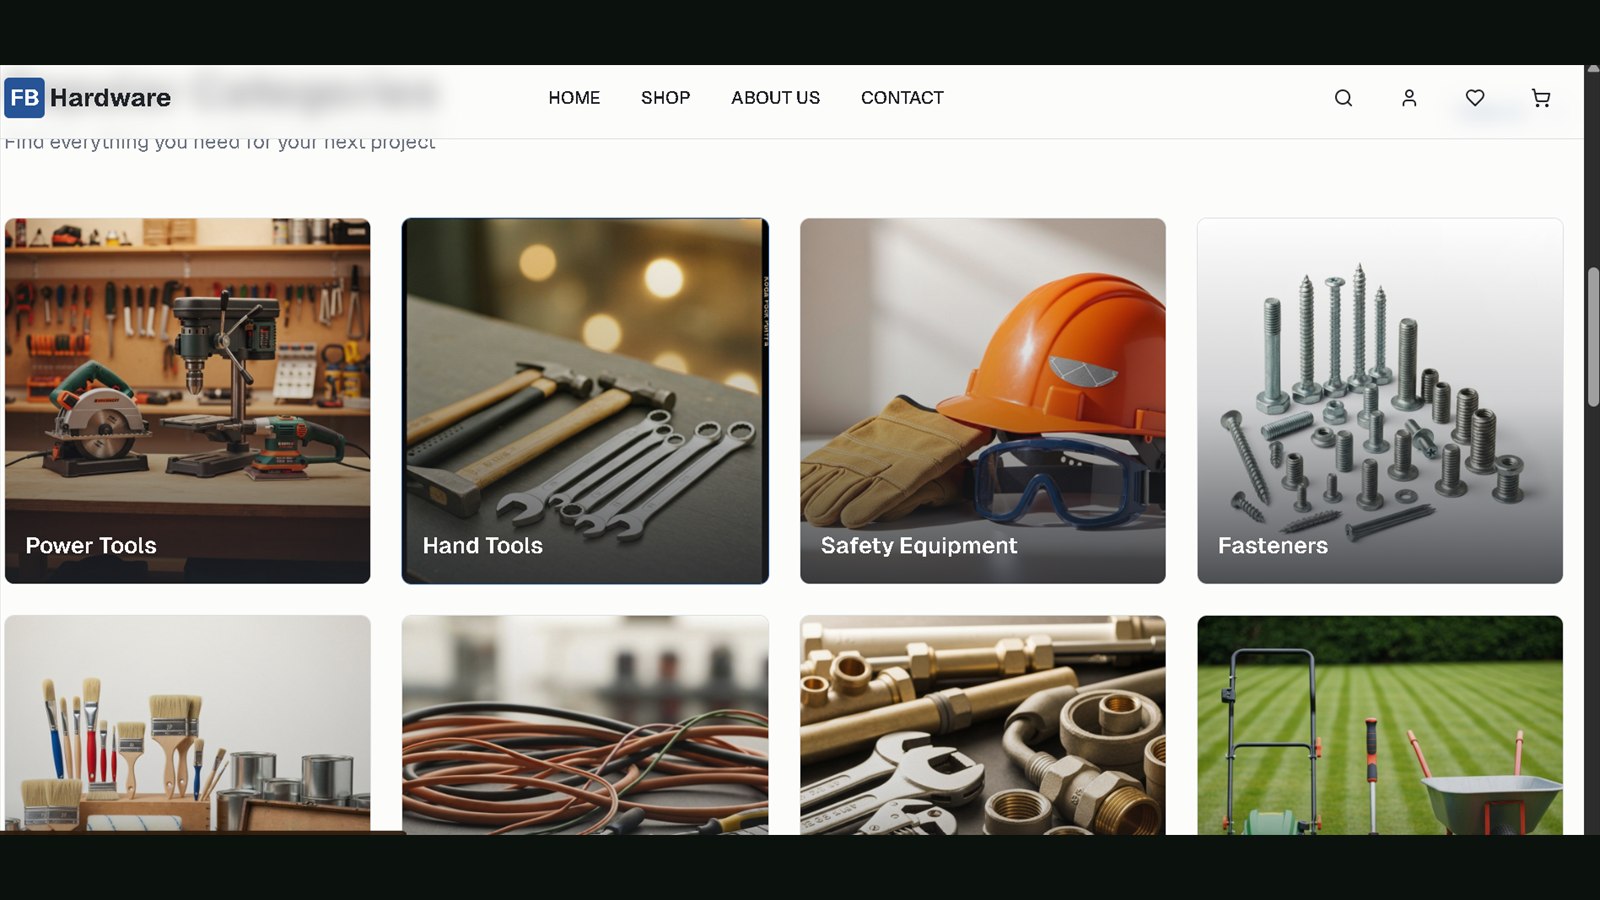 FB Hardware
HOME
SHOP
ABOUT US
CONTACT
Find everything you need for your next project
Power Tools
Hand Tools
Safety Equipment
Fasteners